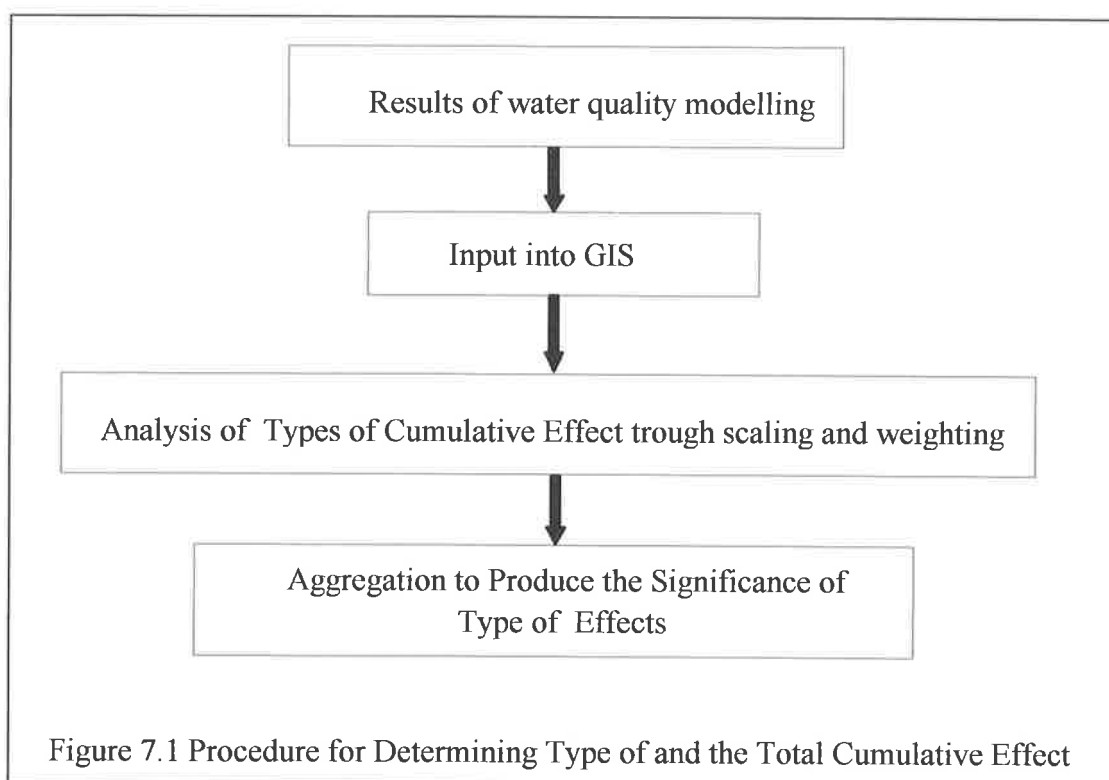 Results of water quality modelling
Input into GIS
Analysis of Types of Cumulative Effect trough scaling and weighting
Aggregation to Produce the Significance of
Type of Effects
Figure 7.1 Procedure for Determining Type of and the Total Cumulative Effect